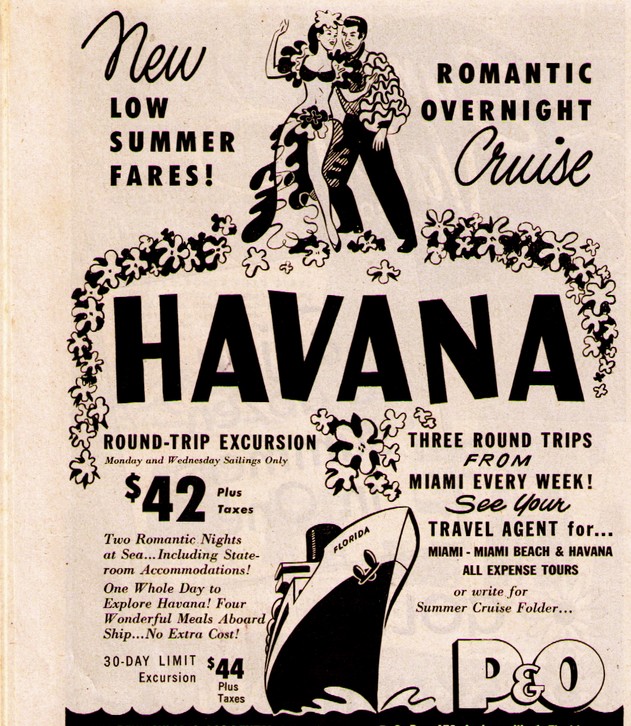 New
LOW
SUMMER
FARES!
ROMANTIC
OVERNIGHT
Cruise
HAVANA
ROUND-TRIP EXCURSION
Monday and Wednesday Sailings Only
$42 Plus
Taxes
Two Romantic Nights
at Sea...Including State-
room Accommodations!
One Whole Day to
Explore Havana! Four
Wonderful Meals Aboard
Ship...No Extra Cost!
30-DAY LIMIT
Excursion
$44
Plus
Taxes
THREE ROUND TRIPS
FROM
MIAMI EVERY WEEK!
See Your
TRAVEL AGENT for...
MIAMI - MIAMI BEACH & HAVANA
ALL EXPENSE TOURS
or write for
Summer Cruise Folder...
FLORIDA
P&O